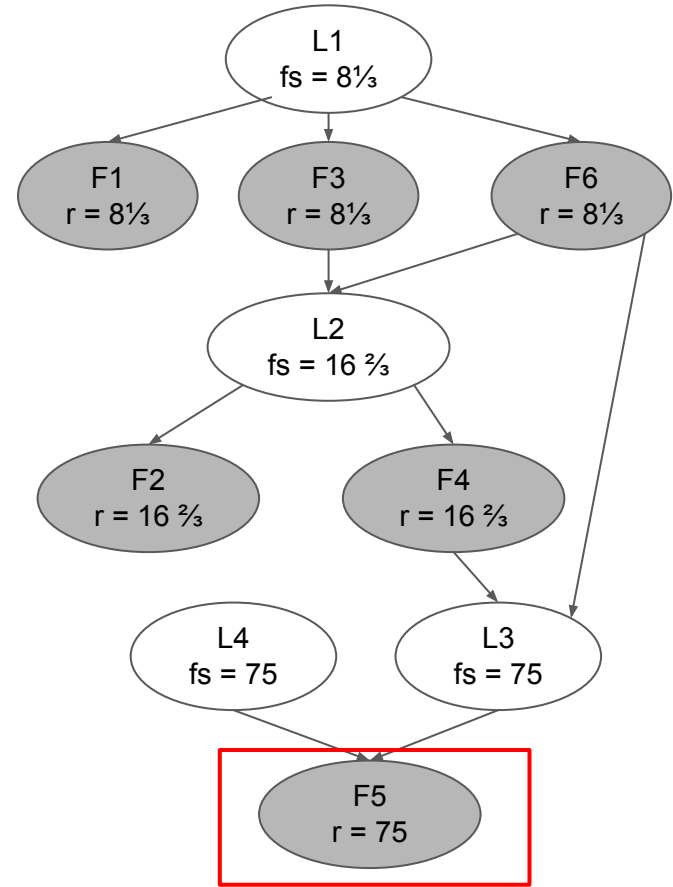 L1
fs = 8⅓
F1
r = 8⅓
F3
r = 8⅓
F6
r = 8⅓
L2
fs = 16 ⅔
F2
r = 16 ⅔
F4
r = 16 ⅔
L4
fs = 75
L3
fs = 75
F5
r = 75